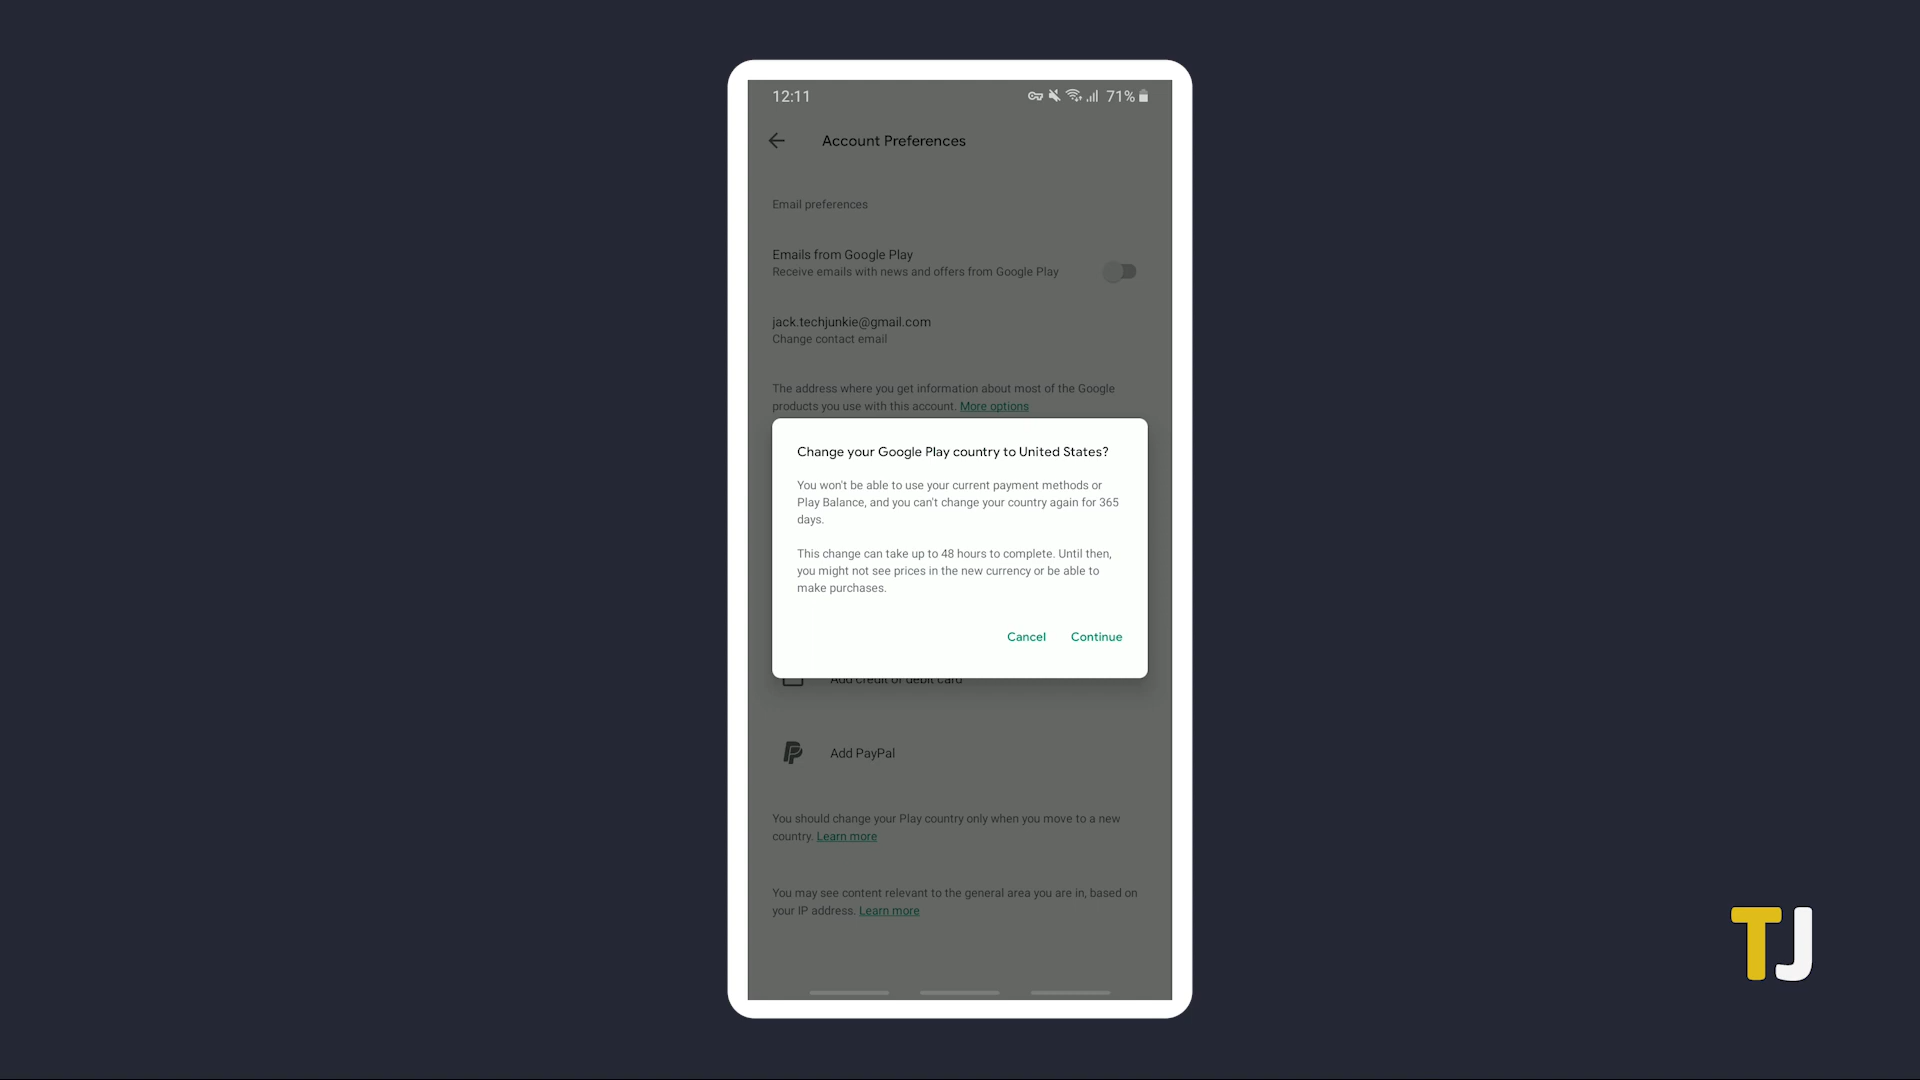 12:11 71%
Account Preferences
Email preferences
Emails from Google Play
Receive emails with news and offers from Google Play
jack.techjunkie@gmail.com
Change contact email
The address where you get information about most of the Google
products you use with this account. More options
Change your Google Play country to United States?
You won't be able to use your current payment methods or
Play Balance, and you can't change your country again for 365
days.
This change can take up to 48 hours to complete. Until then,
you might not see prices in the new currency or be able to
make purchases.
Cancel Continue
Add credit or debit card
Add PayPal
You should change your Play country only when you move to a new
country. Learn more
You may see content relevant to the general area you are in, based on
your IP address. Learn more
TJ